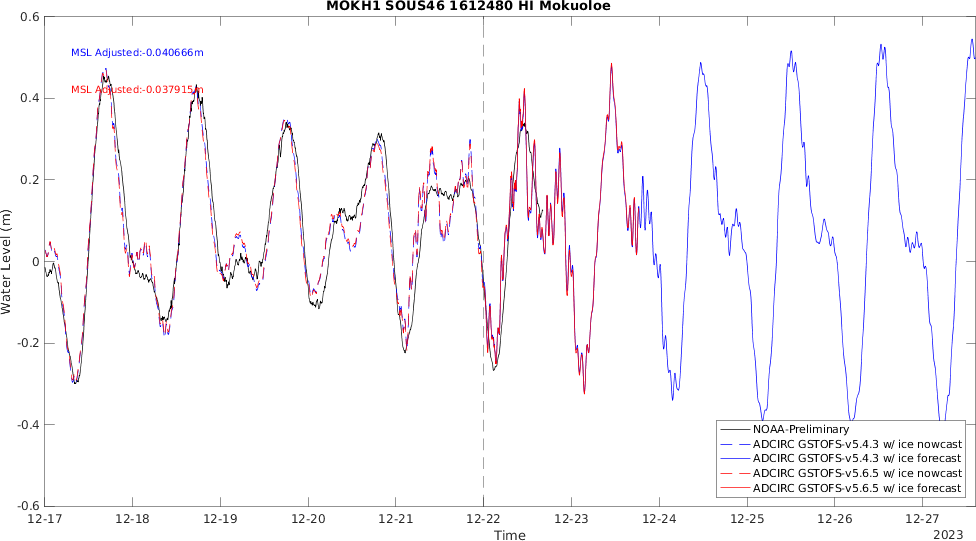 MOKH1 SOUS46 1612480 HI Mokuoloe
MSL Adjusted:-0.040666m
MSL Adjusted:-0.037915m
Water Level (m)
0.6
0.4
0.2
0
-0.2
-0.4
-0.6
NOAA-Preliminary
ADCIRC GSTOFS-v5.4.3 w/ ice nowcast
ADCIRC GSTOFS-v5.4.3 w/ ice forecast
ADCIRC GSTOFS-v5.6.5 w/ ice nowcast
ADCIRC GSTOFS-v5.6.5 w/ ice forecast
12-17 12-18 12-19 12-20 12-21 12-22 12-23 12-24 12-25 12-26 12-27
Time
2023